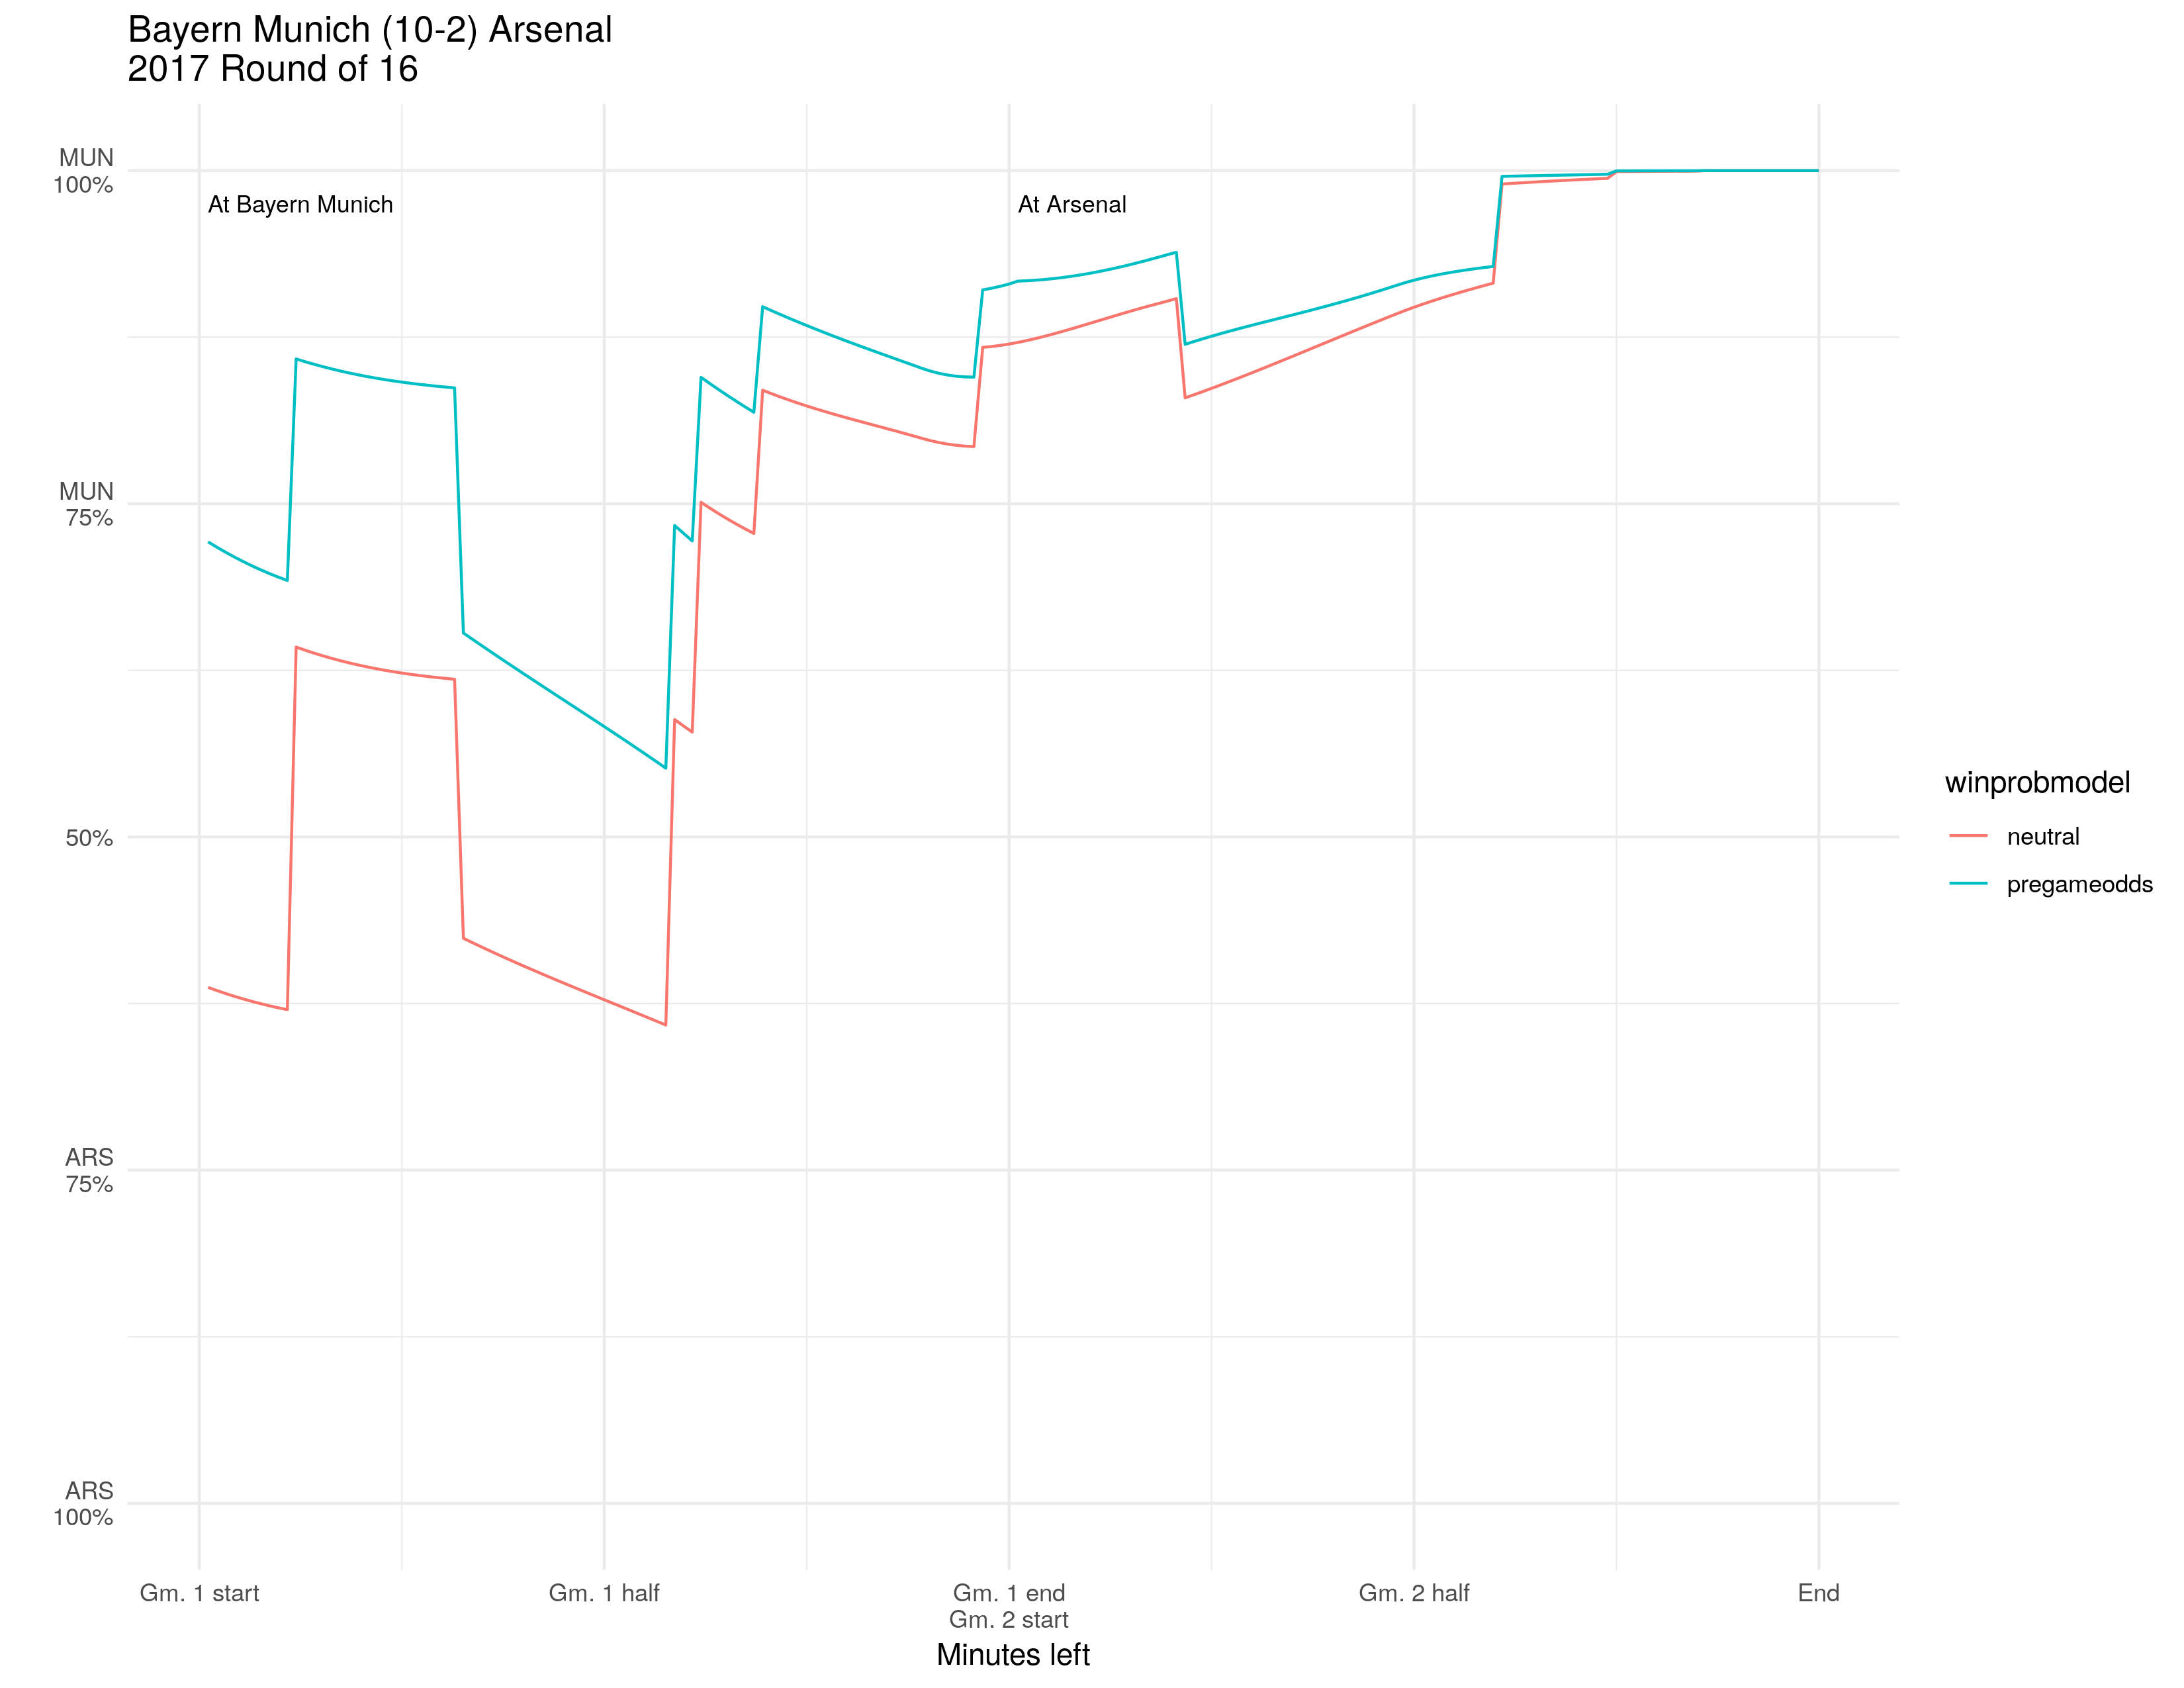 Bayern Munich (10-2) Arsenal
2017 Round of 16
MUN
100%
At Bayern Munich
At Arsenal
MUN
75%
50%
ARS
75%
ARS
100%
winprobmodel
neutral
pregameodds
Gm. 1 start
Gm. 1 half
Gm. 1 end
Gm. 2 start
Gm. 2 half
End
Minutes left